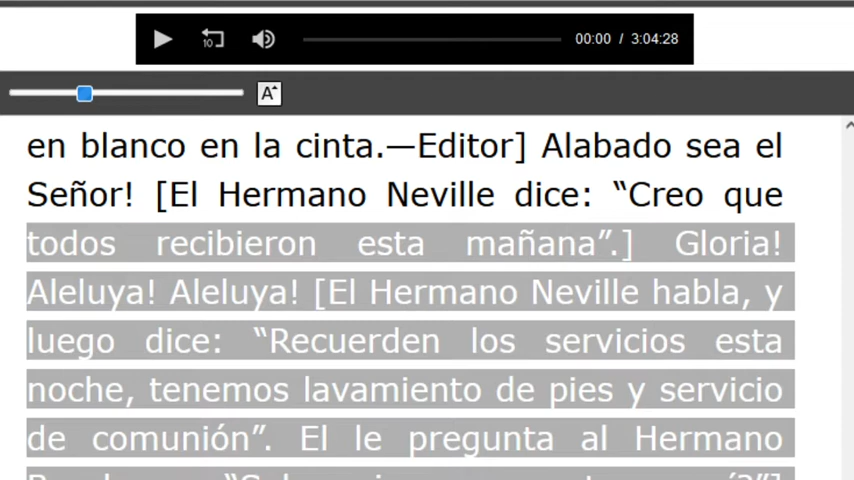 10
00:00 / 3:04:28
A
en blanco en la cinta.—Editor] Alabado sea el
Señor! [El Hermano Neville dice: “Creo que
todos recibieron esta mañana”.] Gloria!
Aleluya! Aleluya! [El Hermano Neville habla, y
luego dice: “Recuerden los servicios esta
noche, tenemos lavamiento de pies y servicio
de comunión”. El le pregunta al Hermano